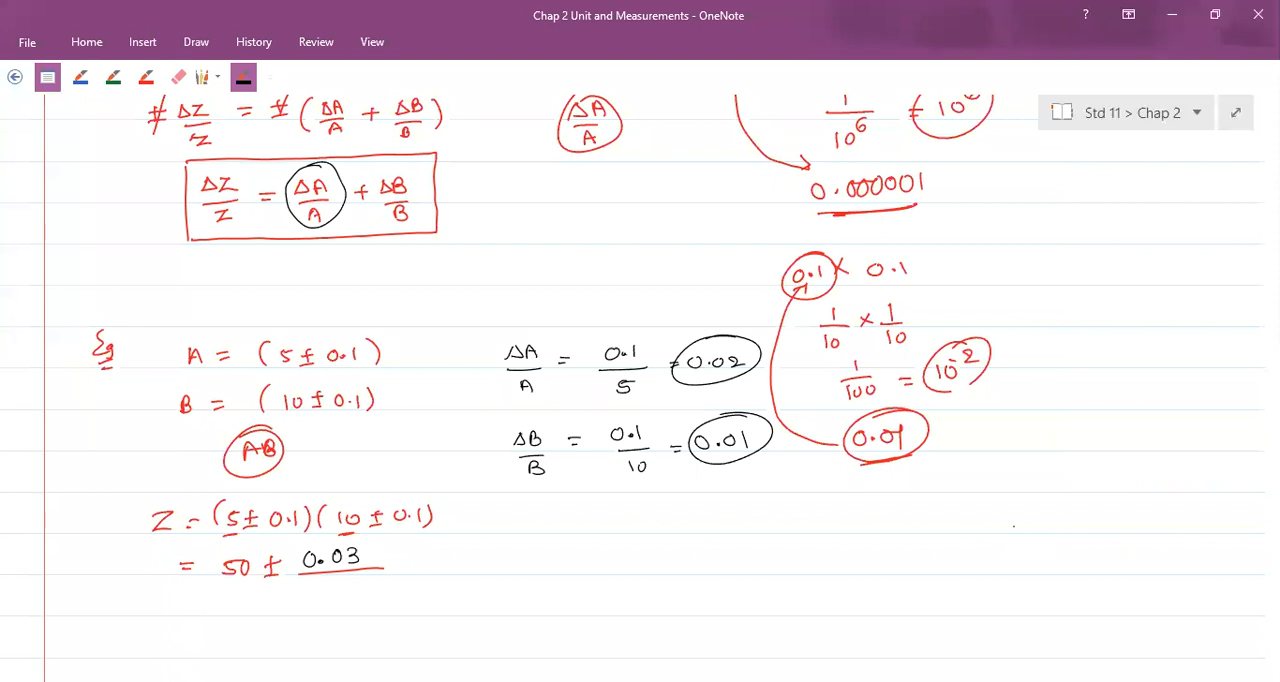 Chap 2 Unit and Measurements - OneNote
?
File Home Insert Draw History Review View
Std 11 > Chap 2
≠ ΔZ/Z = ± (ΔA/A + ΔB/B)
ΔA/A
1/10⁶ =
ΔZ/Z = ΔA/A + ΔB/B
0.000001
0.1 × 0.1
1/10 × 1/10
1/100 = 10⁻²
0.01
Eg
A = (5 ± 0.1)
B = (10 ± 0.1)
AB
ΔA/A = 0.1/5 = 0.02
ΔB/B = 0.1/10 = 0.01
Z = (5 ± 0.1)(10 ± 0.1)
= 50 ± 0.03